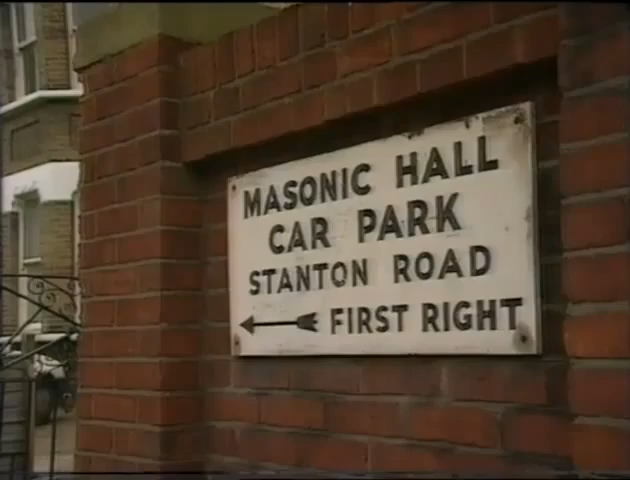 MASONIC HALL
CAR PARK
STANTON ROAD
FIRST RIGHT